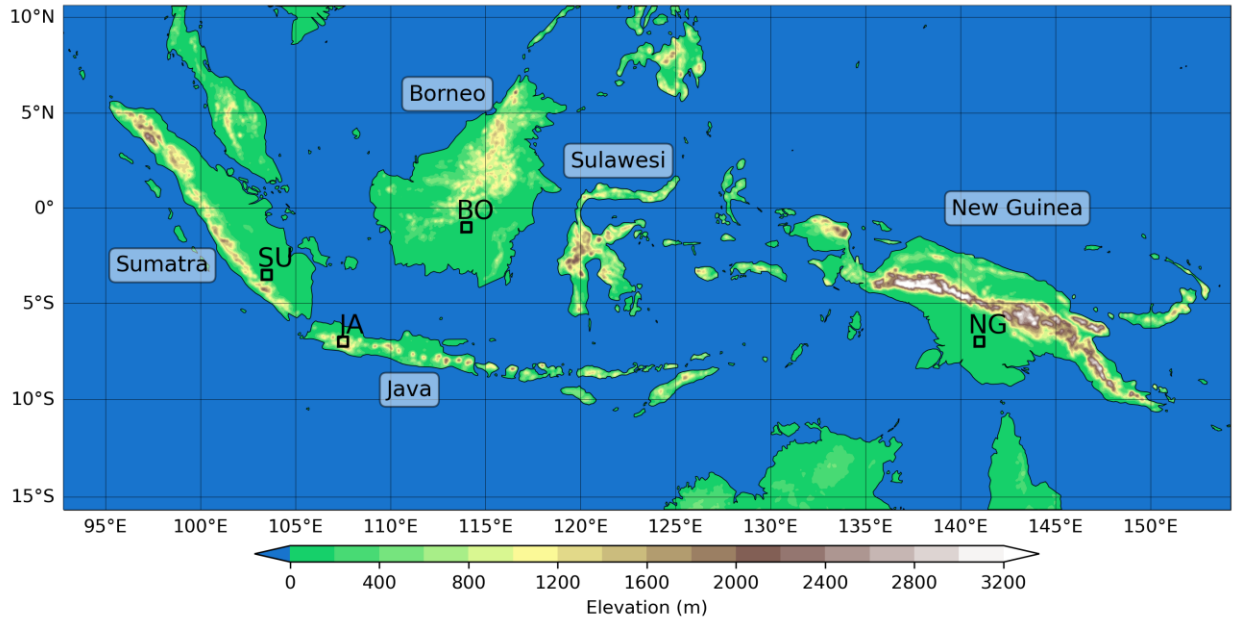 10°N
5°N
0°
5°S
10°S
15°S
Borneo
Sulawesi
New Guinea
Sumatra
Java
BO
SU
JA
NG
95°E 100°E 105°E 110°E 115°E 120°E 125°E 130°E 135°E 140°E 145°E 150°E
0 400 800 1200 1600 2000 2400 2800 3200
Elevation (m)